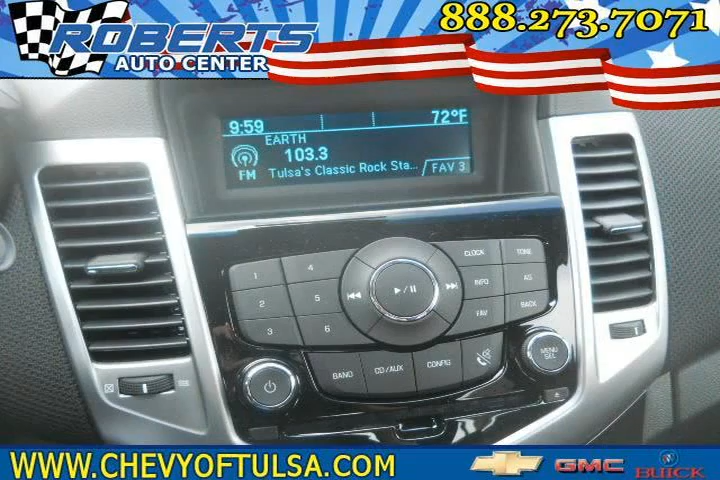 ROBERTS
AUTO CENTER
888.273.7071
9:59
72°F
EARTH
103.3
FM
Tulsa's Classic Rock Sta...
FAV 3
1
4
2
5
3
6
CLOCK
TONE
INFO
AS
FAV
BACK
BAND
CD/AUX
CONFIG
MENU
SEL
WWW.CHEVYOFTULSA.COM
GMC
BUICK